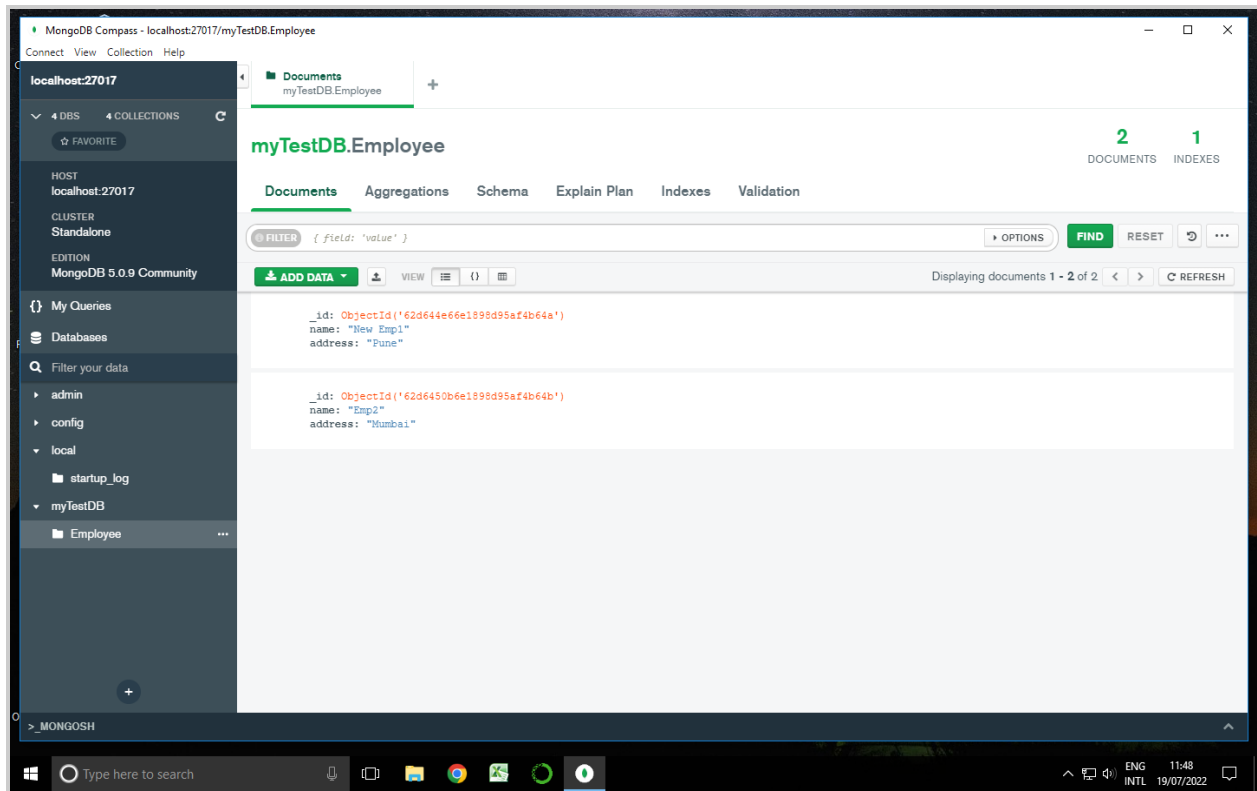 MongoDB Compass - localhost:27017/myTestDB.Employee
Connect View Collection Help
localhost:27017
4 DBS 4 COLLECTIONS
FAVORITE
HOST
localhost:27017
CLUSTER
Standalone
EDITION
MongoDB 5.0.9 Community
{} My Queries
Databases
Filter your data
admin
config
local
startup_log
myTestDB
Employee
Documents
myTestDB.Employee
myTestDB.Employee
2
DOCUMENTS
1
INDEXES
Documents Aggregations Schema Explain Plan Indexes Validation
FILTER { field: 'value' } OPTIONS FIND RESET
ADD DATA VIEW {} Displaying documents 1 - 2 of 2 < > REFRESH
_id: ObjectId('62d644e66e1898d95af4b64a')
name: "New Emp1"
address: "Pune"
_id: ObjectId('62d6450b6e1898d95af4b64b')
name: "Emp2"
address: "Mumbai"
>_MONGOSH
Type here to search
ENG 11:48
INTL 19/07/2022